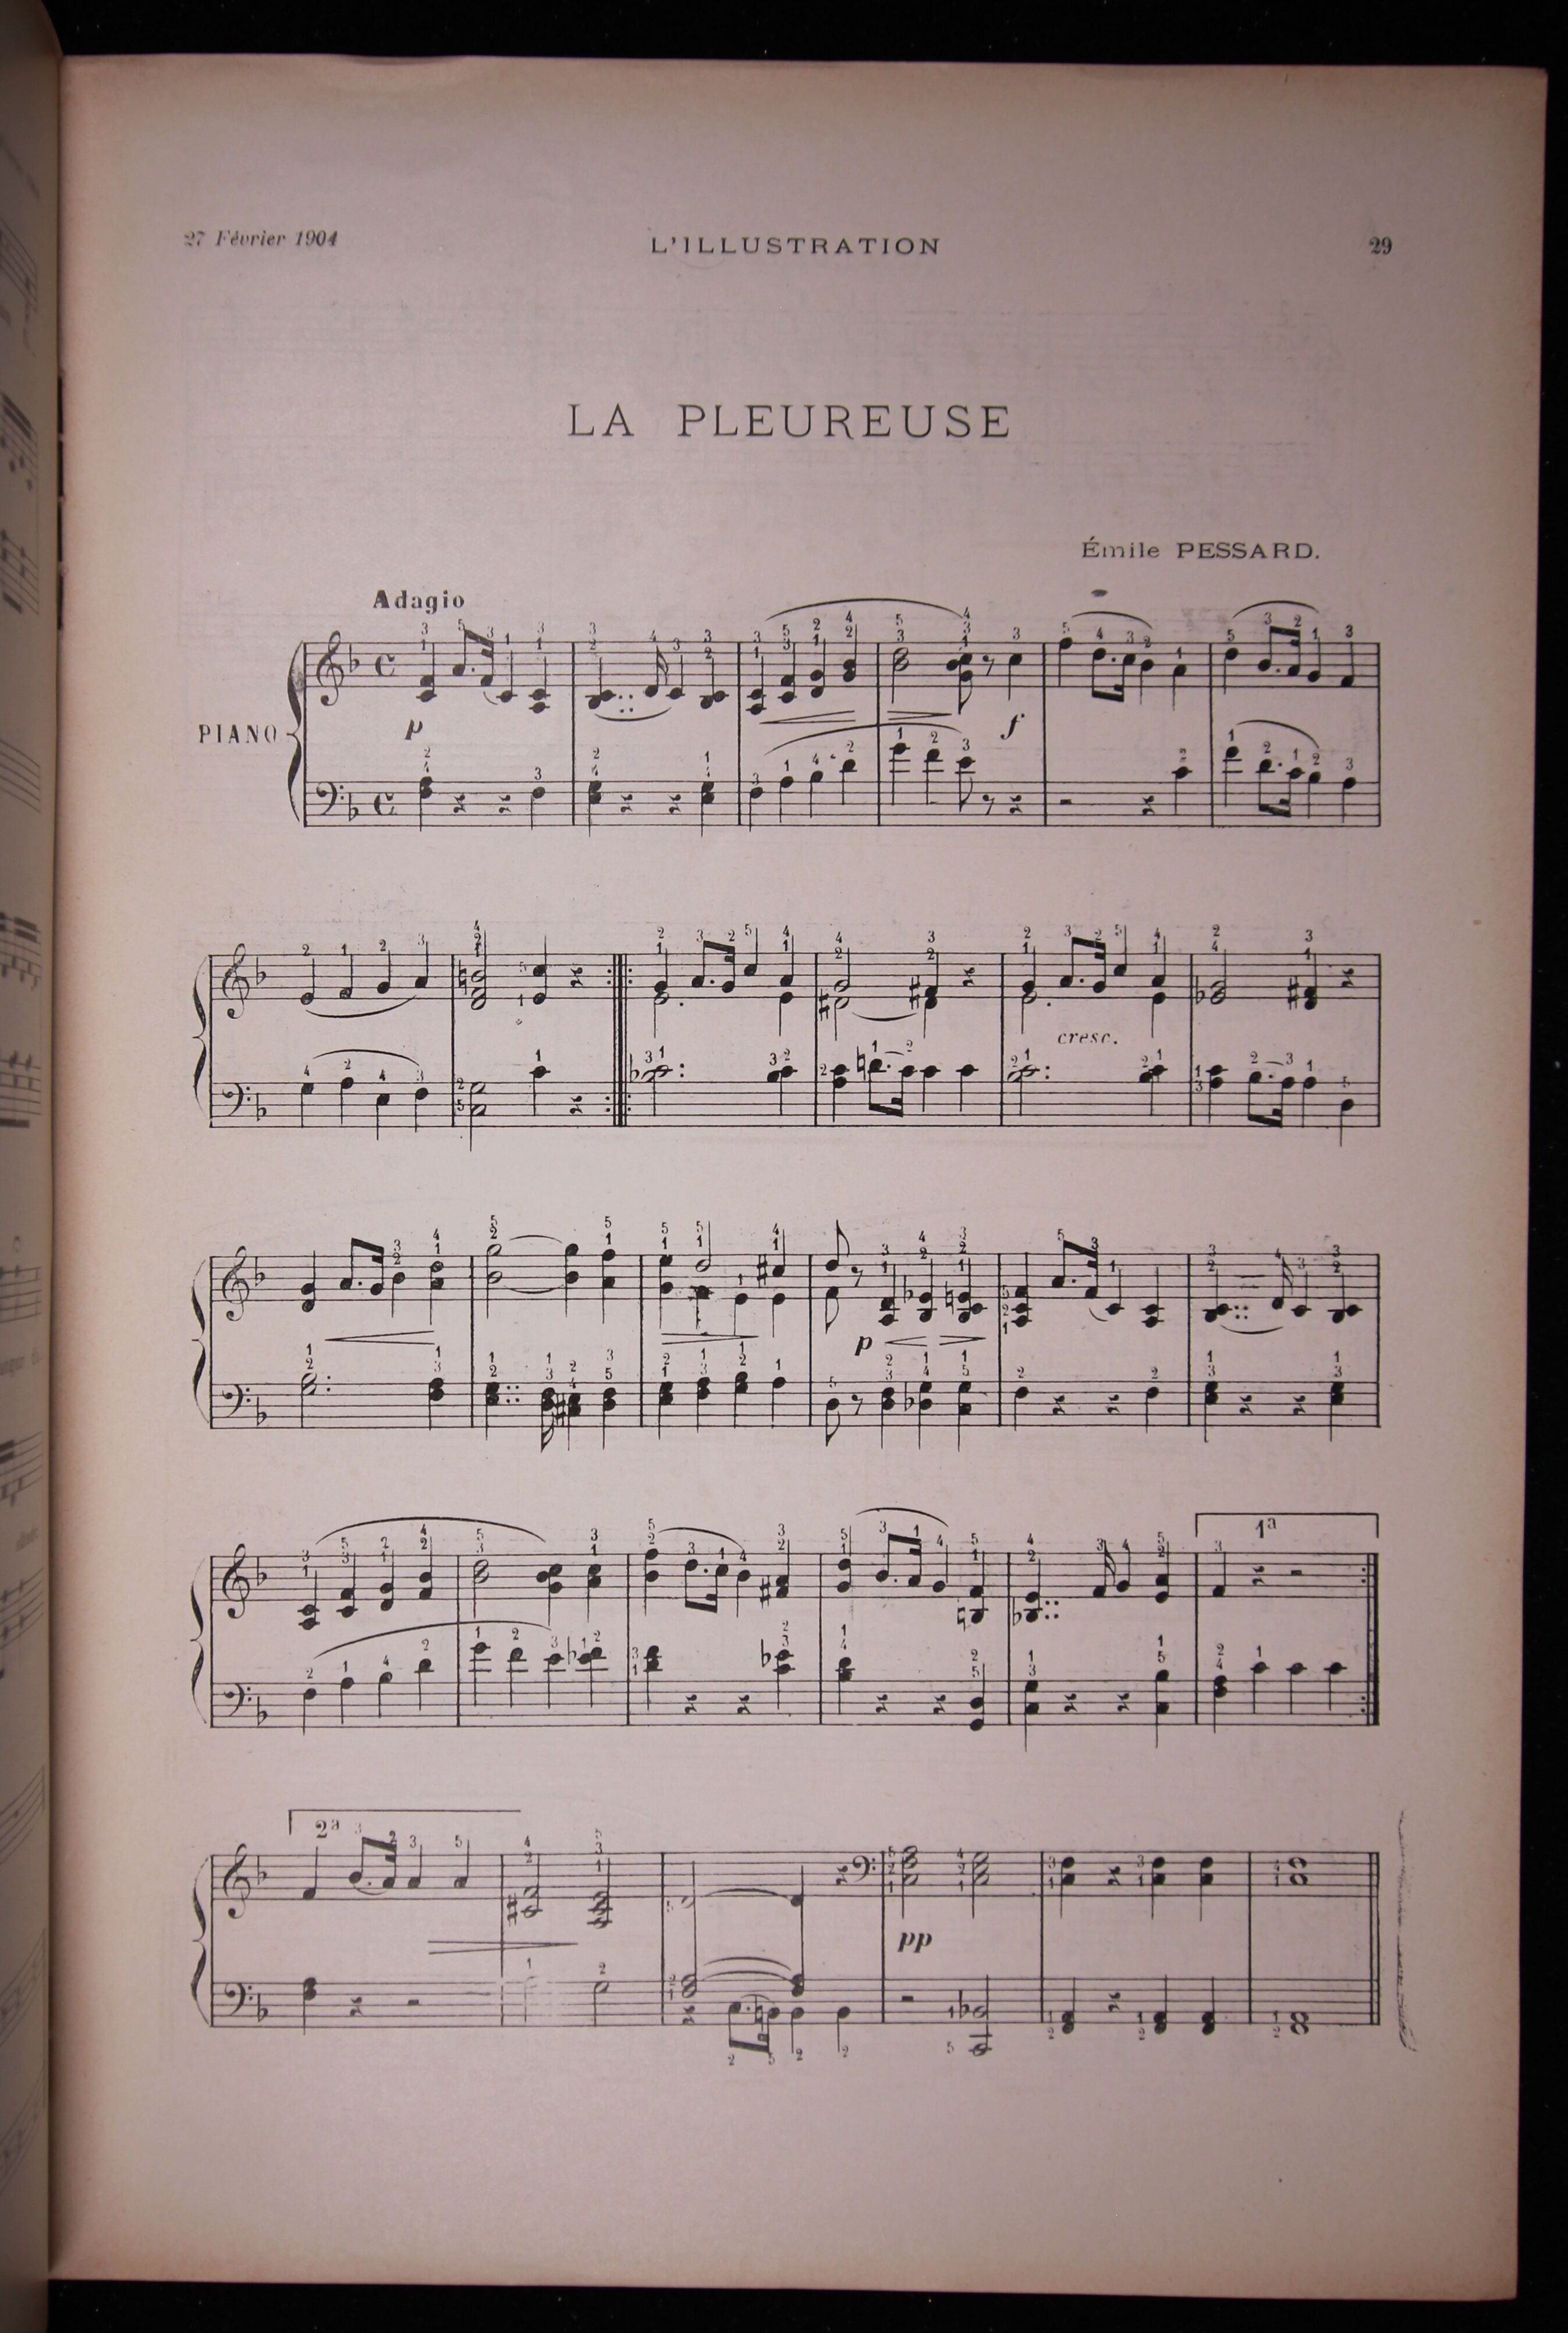 27 Février 1904
L'ILLUSTRATION
29
LA PLEUREUSE
Émile PESSARD.
Adagio
PIANO
p
f
cresc.
p
1a
2a
pp